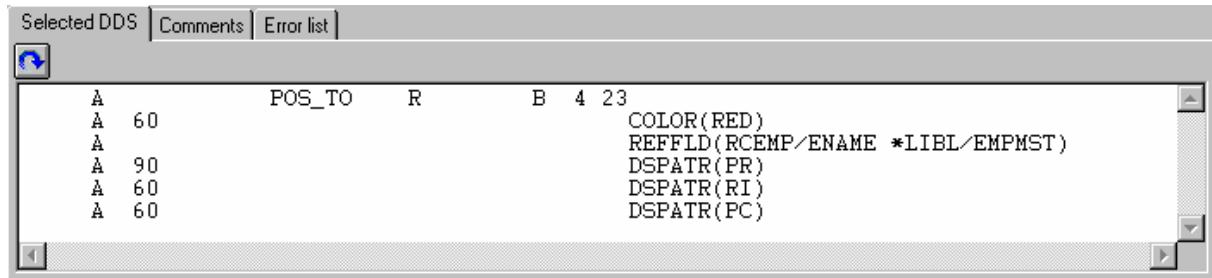 Selected DDS Comments Error list
A POS_TO R B 4 23
A 60 COLOR(RED)
A REFFLD(RCEMP/ENAME *LIBL/EMPMST)
A 90 DSPATR(PR)
A 60 DSPATR(RI)
A 60 DSPATR(PC)